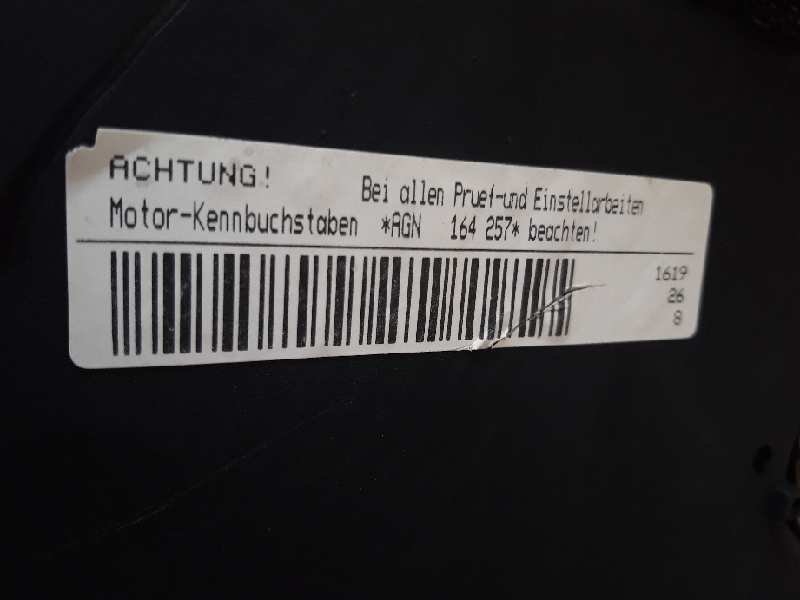 ACHTUNG!
Bei allen Pruef-und Einstellarbeiten
Motor-Kennbuchstaben *AGN 164 257* beachten!
1619
26
8